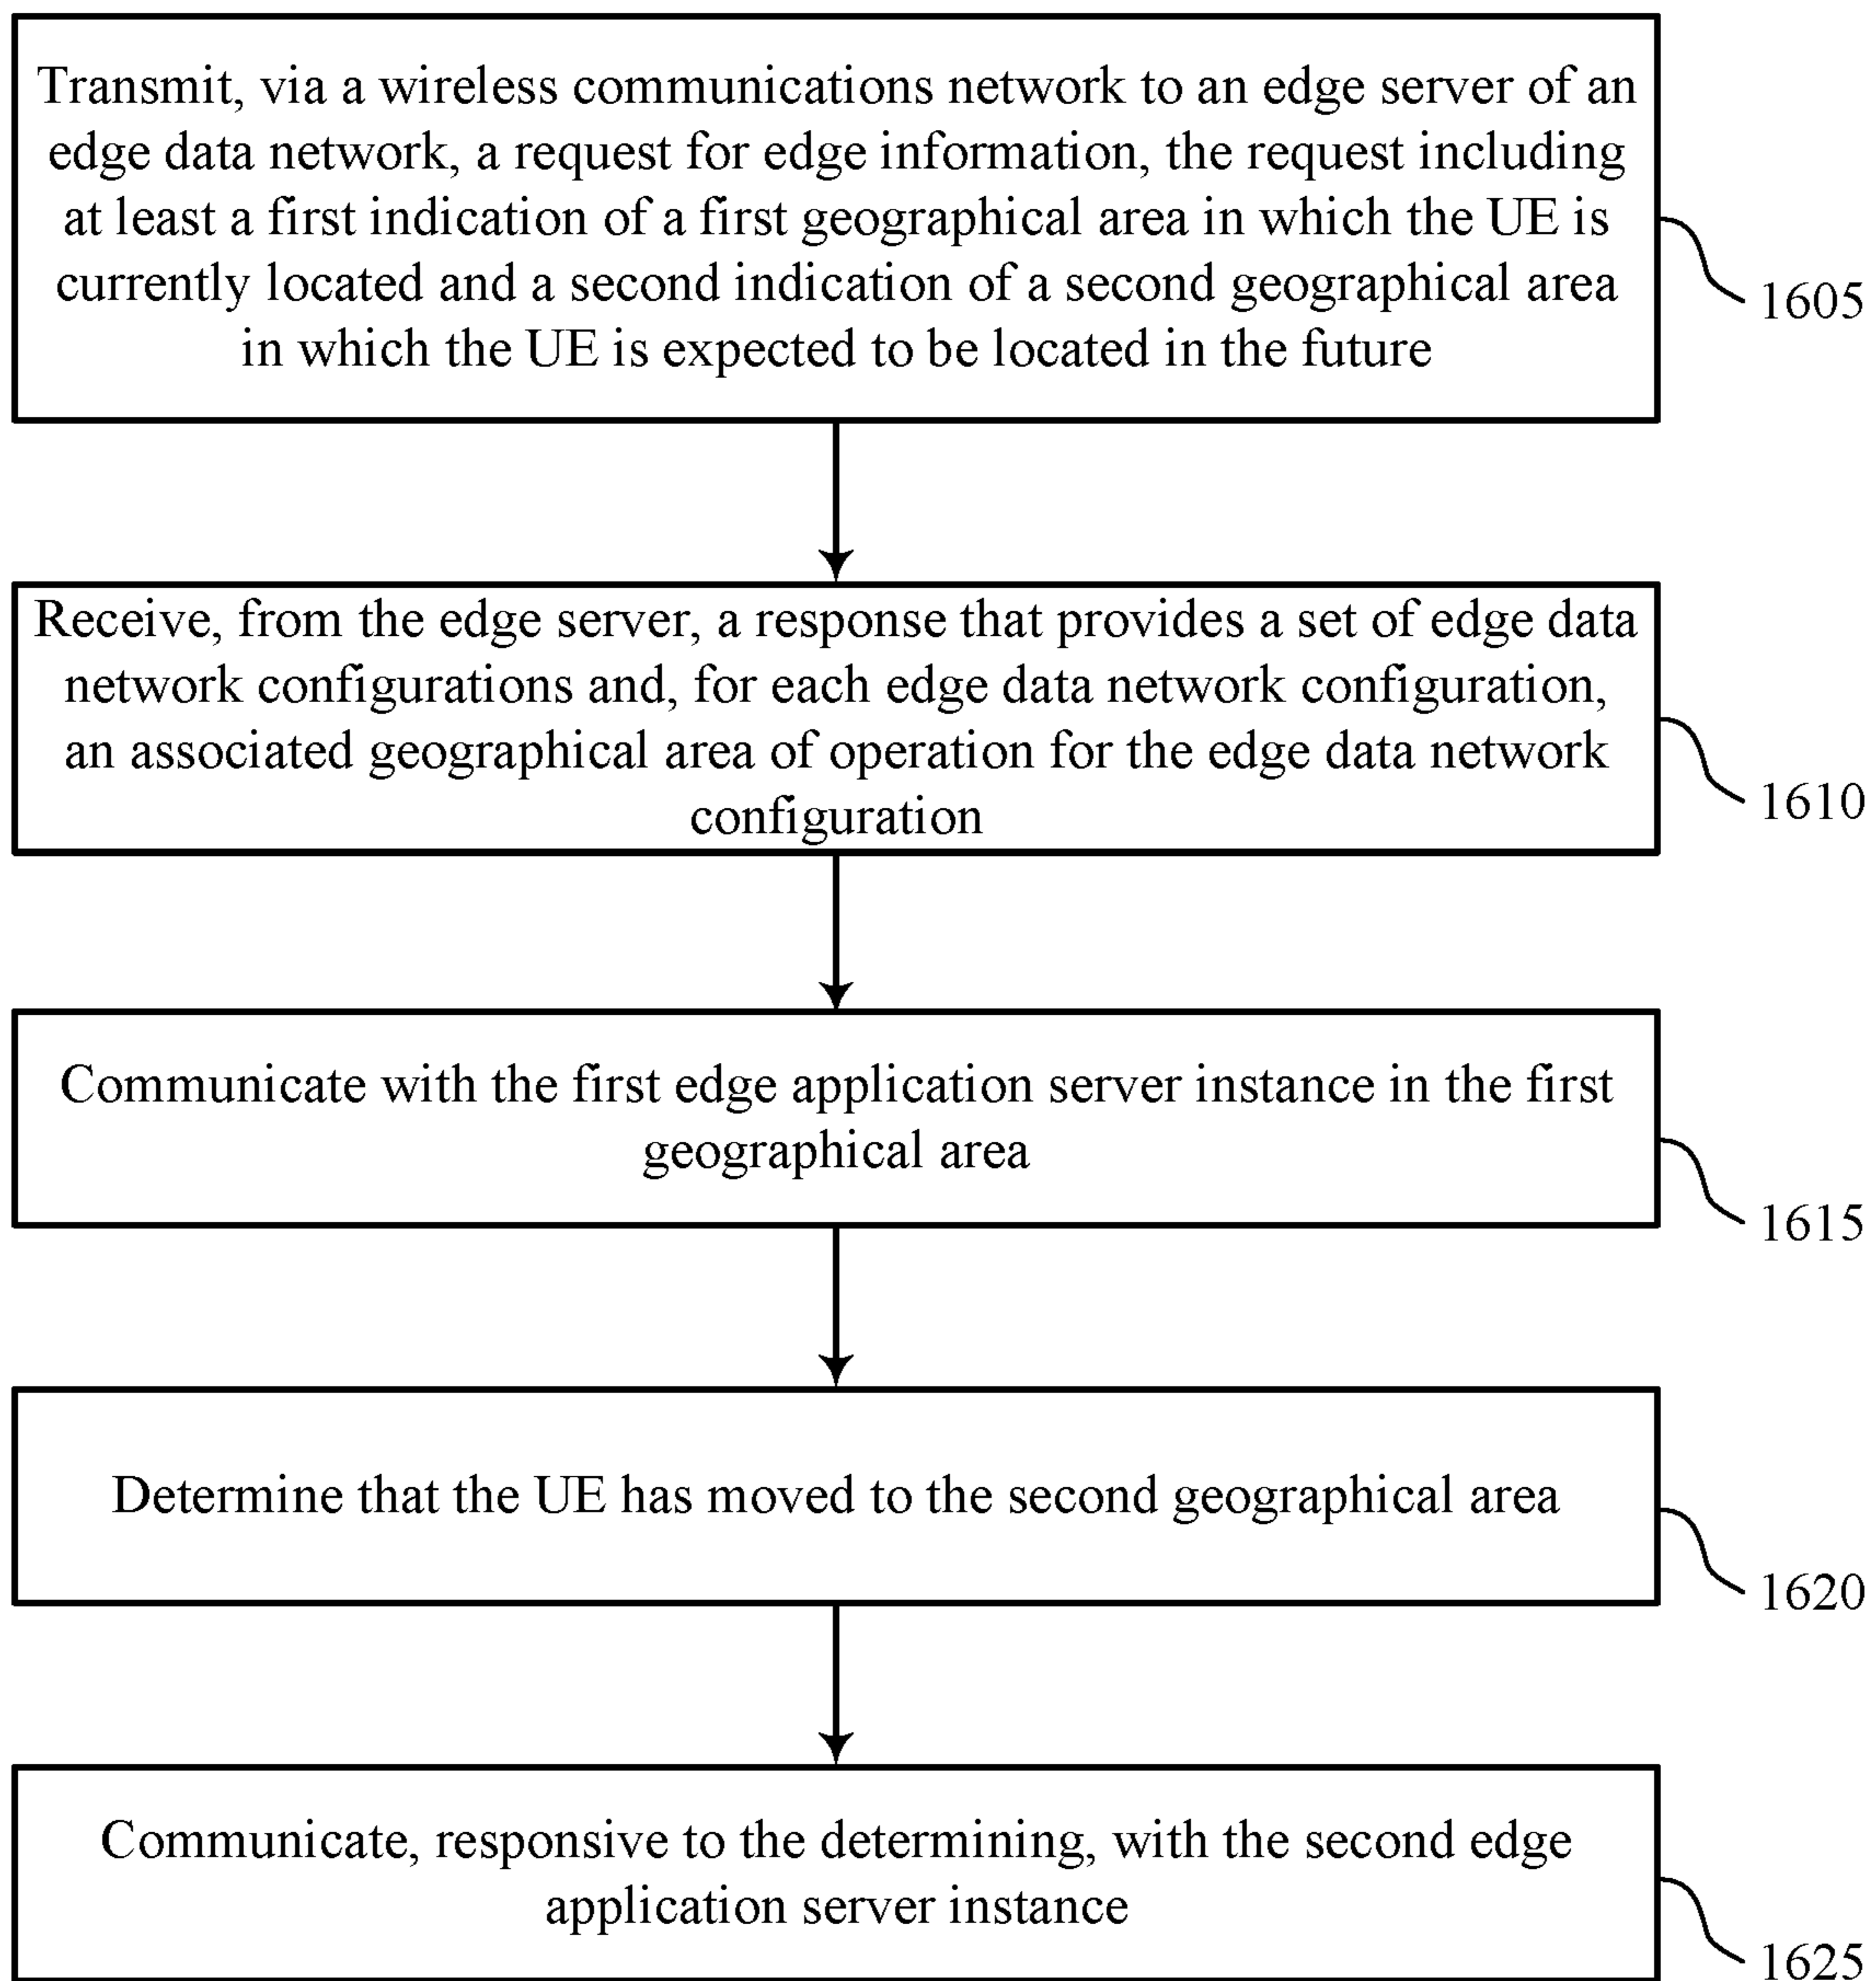 Transmit, via a wireless communications network to an edge server of an
edge data network, a request for edge information, the request including
at least a first indication of a first geographical area in which the UE is
currently located and a second indication of a second geographical area
in which the UE is expected to be located in the future
1605
Receive, from the edge server, a response that provides a set of edge data
network configurations and, for each edge data network configuration,
an associated geographical area of operation for the edge data network
configuration
1610
Communicate with the first edge application server instance in the first
geographical area
1615
Determine that the UE has moved to the second geographical area
1620
Communicate, responsive to the determining, with the second edge
application server instance
1625